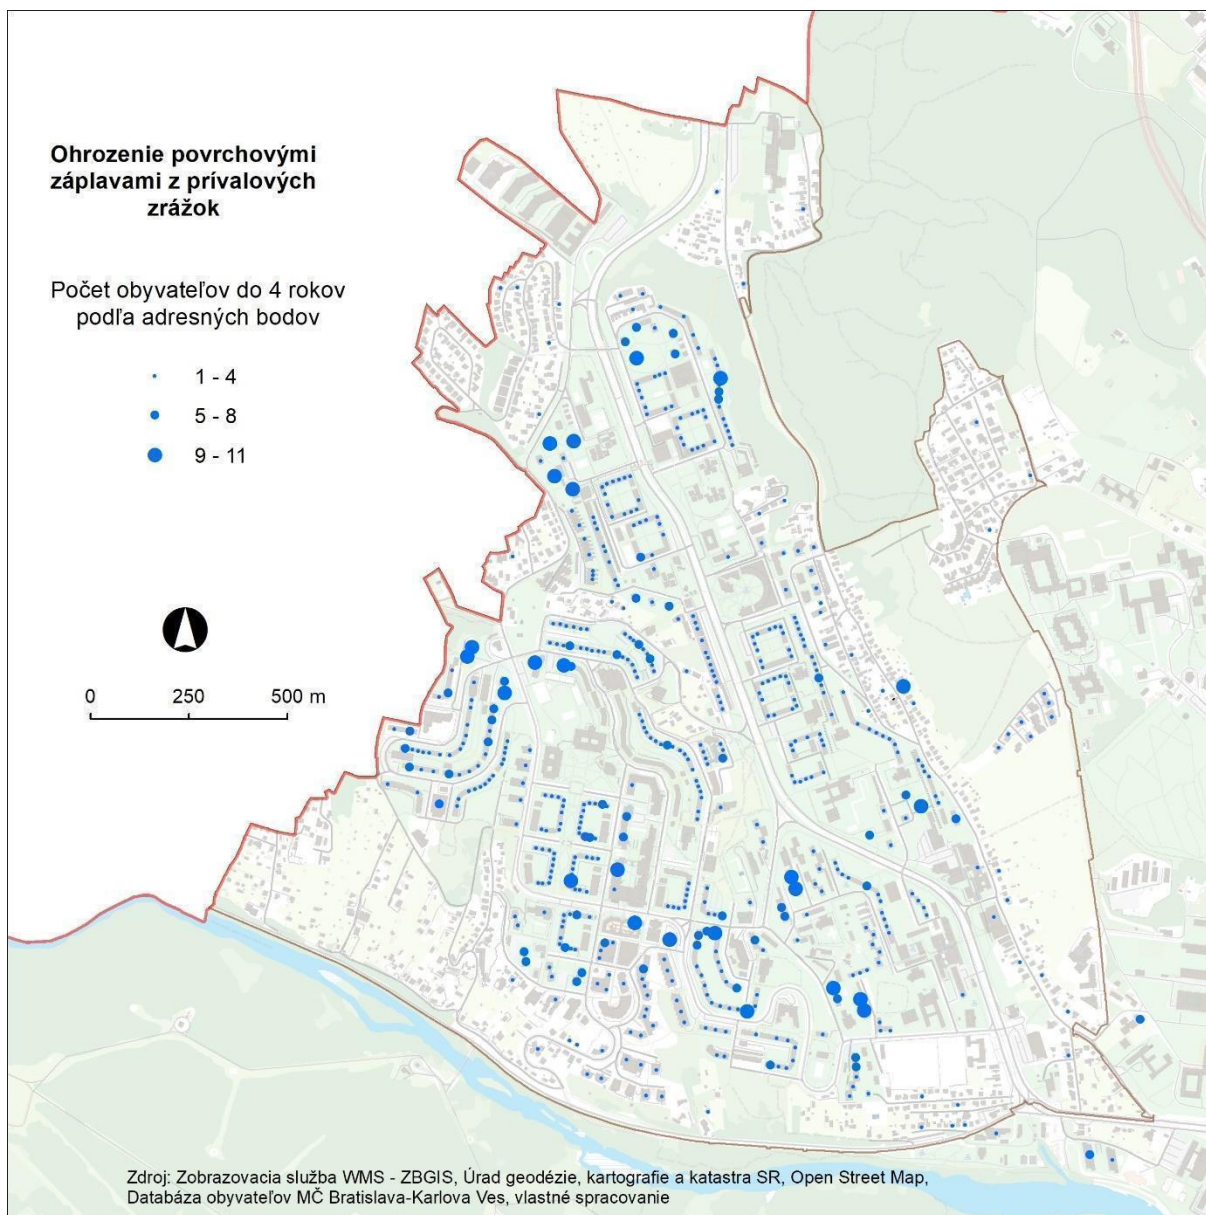 Ohrozenie povrchovými
záplavami z prívalových
zrážok
Počet obyvateľov do 4 rokov
podľa adresných bodov
1 - 4
5 - 8
9 - 11
0 250 500 m
Zdroj: Zobrazovacia služba WMS - ZBGIS, Úrad geodézie, kartografie a katastra SR, Open Street Map,
Databáza obyvateľov MČ Bratislava-Karlova Ves, vlastné spracovanie